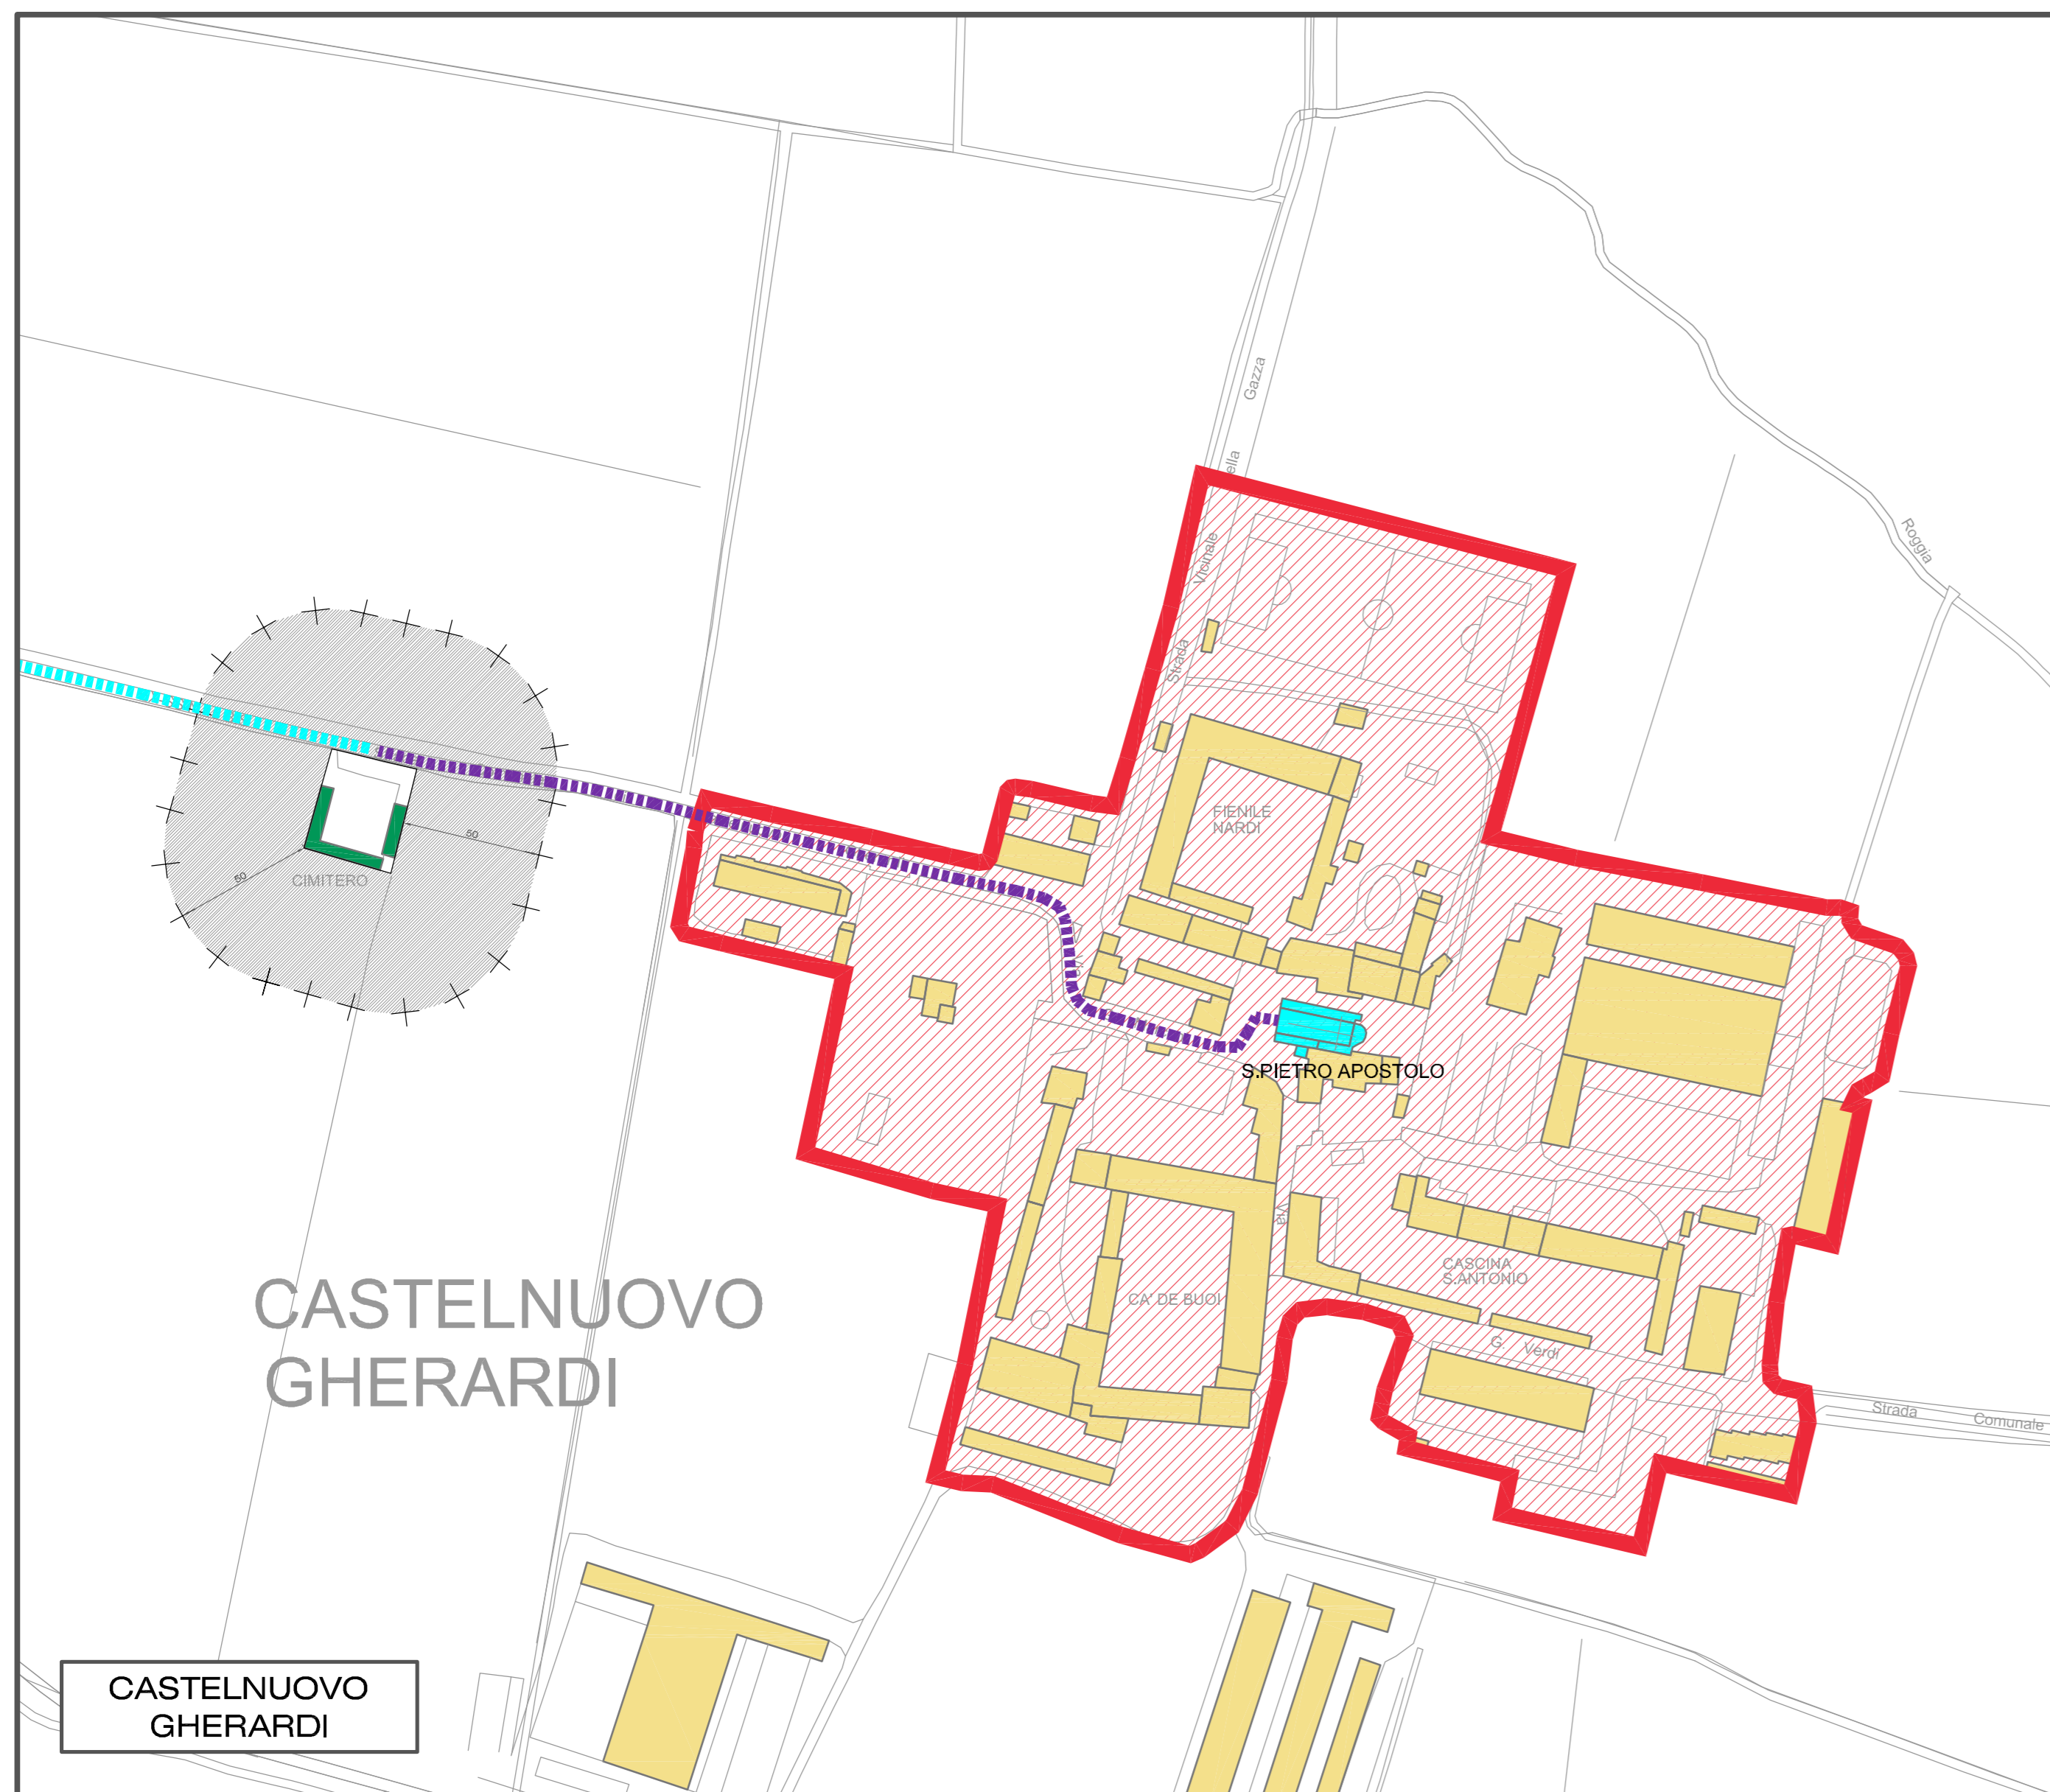 Gazza
ella
Vicinale
Strada
Roggia
FIENILE
NARDI
50
50
CIMITERO
Via
S.PIETRO APOSTOLO
Via
CASCINA
S.ANTONIO
CA' DE BUOI
G. Verdi
Strada Comunale
CASTELNUOVO
GHERARDI
CASTELNUOVO
GHERARDI